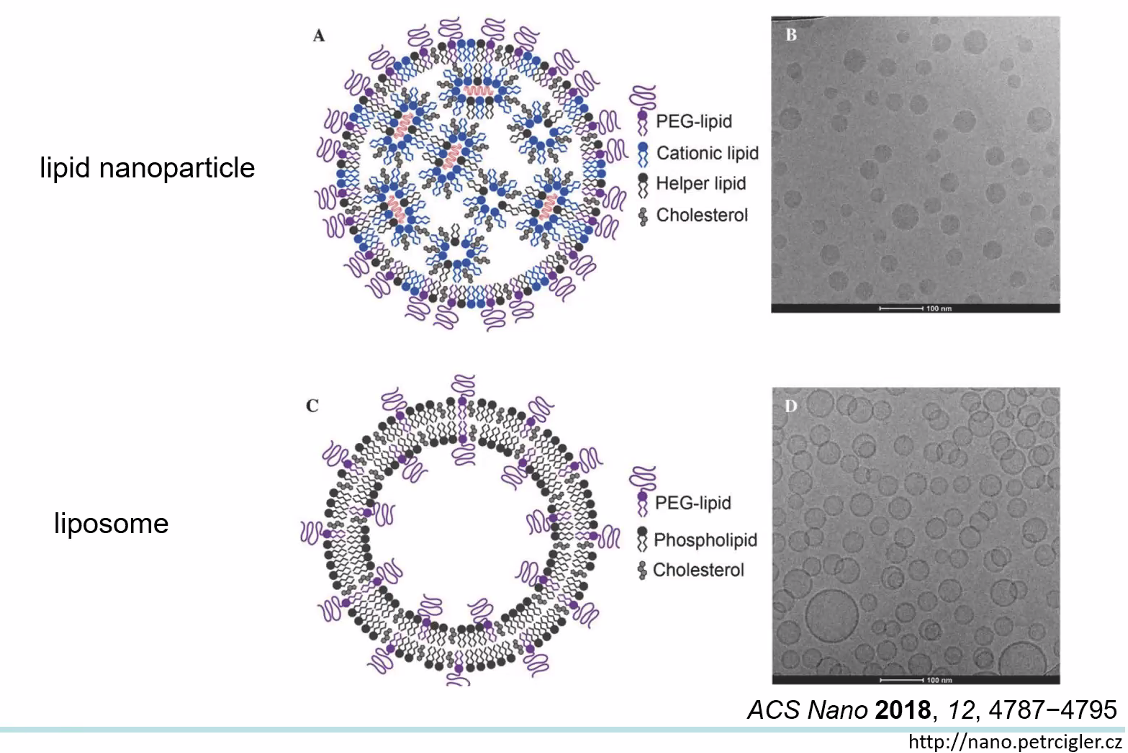 A
B
lipid nanoparticle
PEG-lipid
Cationic lipid
Helper lipid
Cholesterol
100 nm
C
D
liposome
PEG-lipid
Phospholipid
Cholesterol
100 nm
ACS Nano 2018, 12, 4787−4795
http://nano.petrcigler.cz